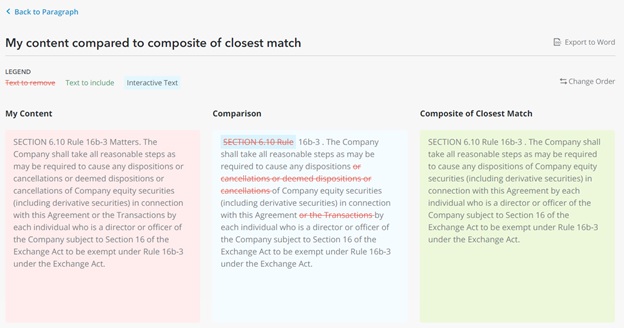 Back to Paragraph
My content compared to composite of closest match
Export to Word
LEGEND
Text to remove Text to include Interactive Text
Change Order
My Content
SECTION 6.10 Rule 16b-3 Matters. The
Company shall take all reasonable steps as
may be required to cause any dispositions or
cancellations or deemed dispositions or
cancellations of Company equity securities
(including derivative securities) in connection
with this Agreement or the Transactions by
each individual who is a director or officer of
the Company subject to Section 16 of the
Exchange Act to be exempt under Rule 16b-3
under the Exchange Act.
Comparison
SECTION 6.10 Rule 16b-3 . The Company
shall take all reasonable steps as may be
required to cause any dispositions or
cancellations or deemed dispositions or
cancellations of Company equity securities
(including derivative securities) in connection
with this Agreement or the Transactions by
each individual who is a director or officer of
the Company subject to Section 16 of the
Exchange Act to be exempt under Rule 16b-3
under the Exchange Act.
Composite of Closest Match
SECTION 6.10 Rule 16b-3 . The Company shall
take all reasonable steps as may be required
to cause any dispositions of Company equity
securities (including derivative securities) in
connection with this Agreement by each
individual who is a director or officer of the
Company subject to Section 16 of the
Exchange Act to be exempt under Rule 16b-3
under the Exchange Act.